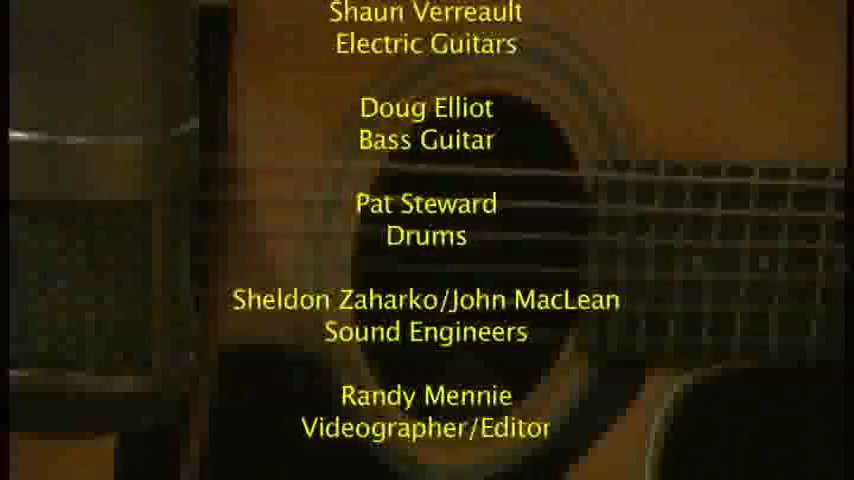 Shaun Verreault
Electric Guitars
Doug Elliot
Bass Guitar
Pat Steward
Drums
Sheldon Zaharko/John MacLean
Sound Engineers
Randy Mennie
Videographer/Editor